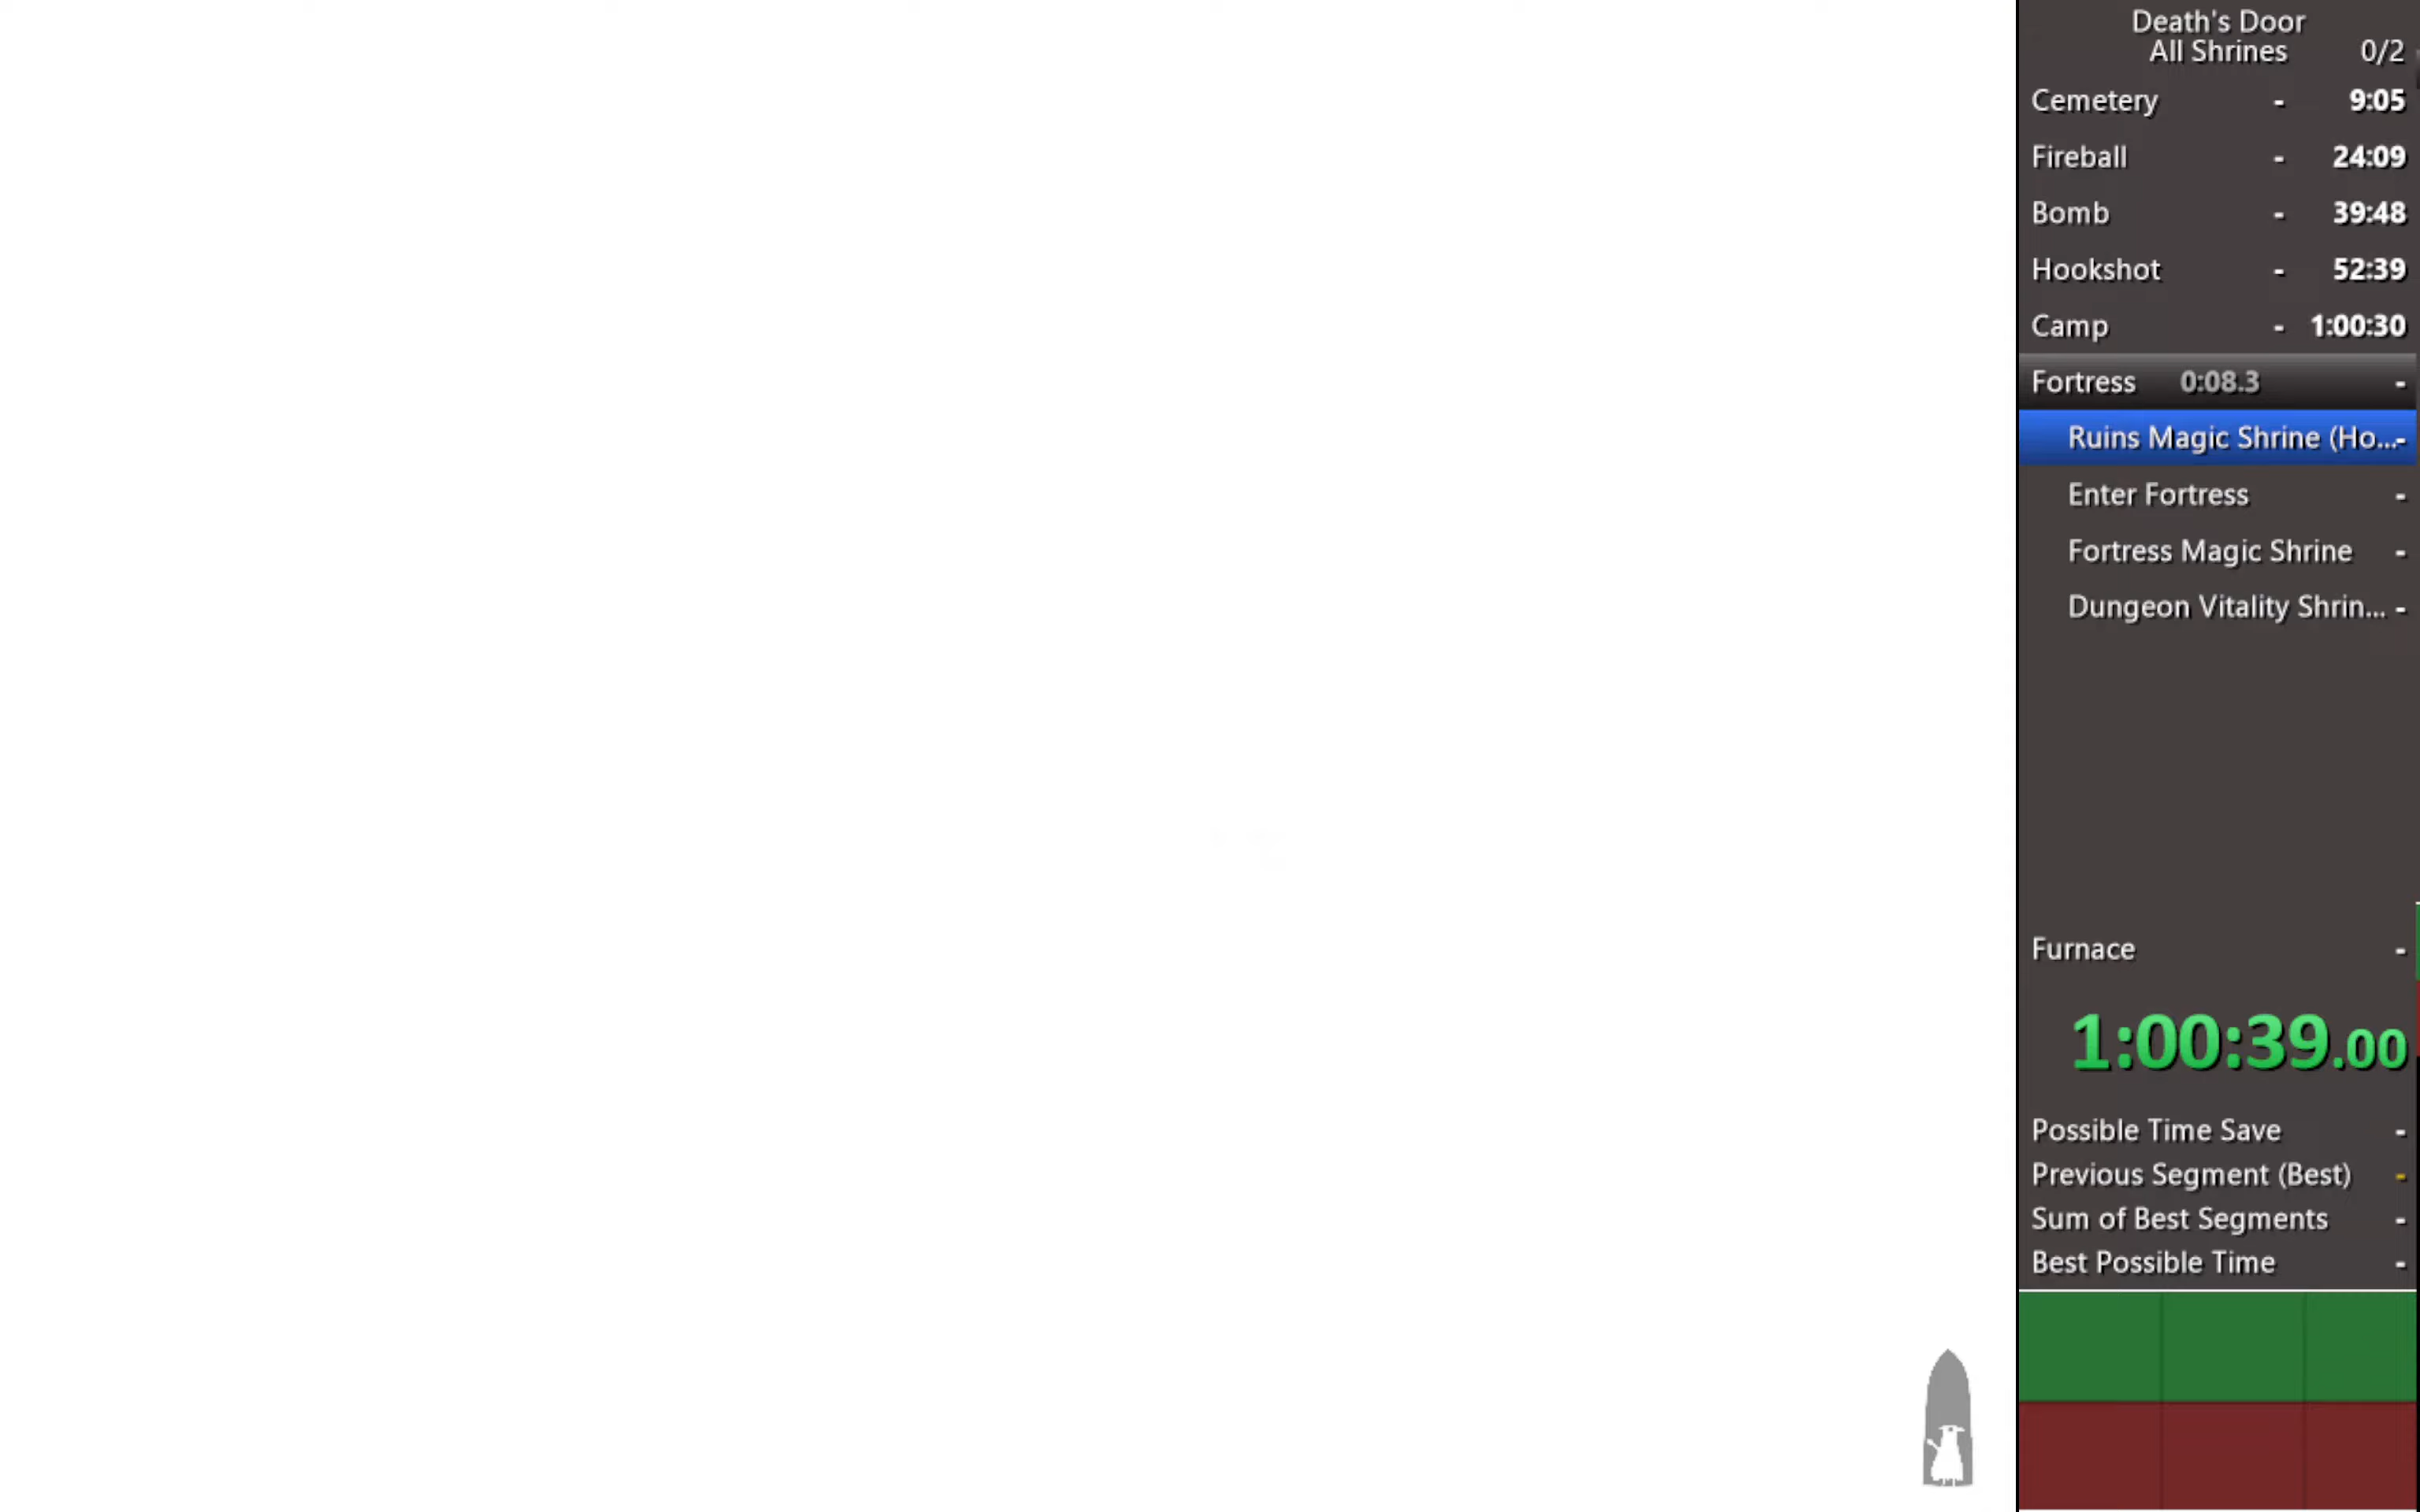 Death's Door
All Shrines 0/2
Cemetery - 9:05
Fireball - 24:09
Bomb - 39:48
Hookshot - 52:39
Camp - 1:00:30
Fortress 0:08.3 -
Ruins Magic Shrine (Ho...-
Enter Fortress -
Fortress Magic Shrine -
Dungeon Vitality Shrin... -
Furnace -
1:00:39.00
Possible Time Save -
Previous Segment (Best) -
Sum of Best Segments -
Best Possible Time -